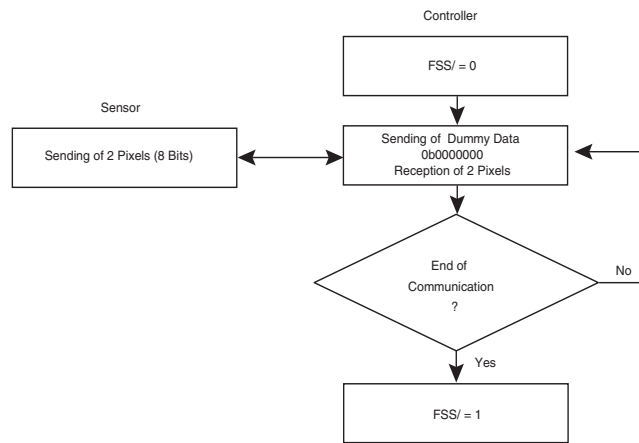 Controller
FSS/ = 0
Sensor
Sending of 2 Pixels (8 Bits)
Sending of Dummy Data
0b0000000
Reception of 2 Pixels
End of
Communication
?
No
Yes
FSS/ = 1